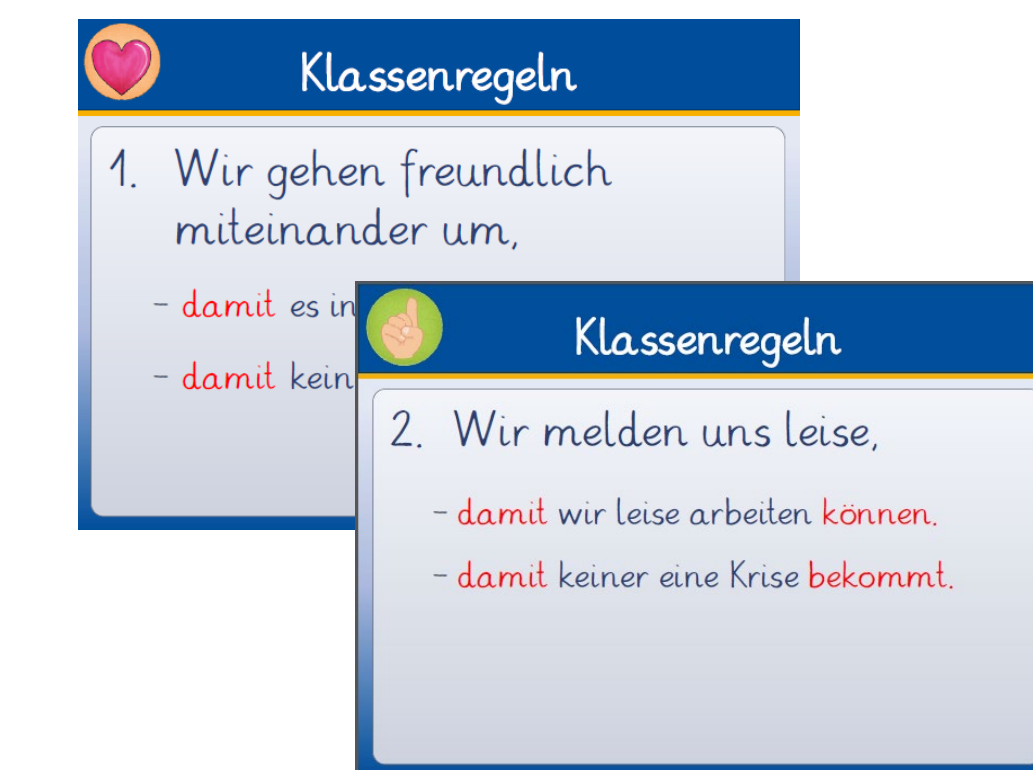 Klassenregeln
1. Wir gehen freundlich
miteinander um,
- damit es in
- damit kein
Klassenregeln
2. Wir melden uns leise,
- damit wir leise arbeiten können.
- damit keiner eine Krise bekommt.